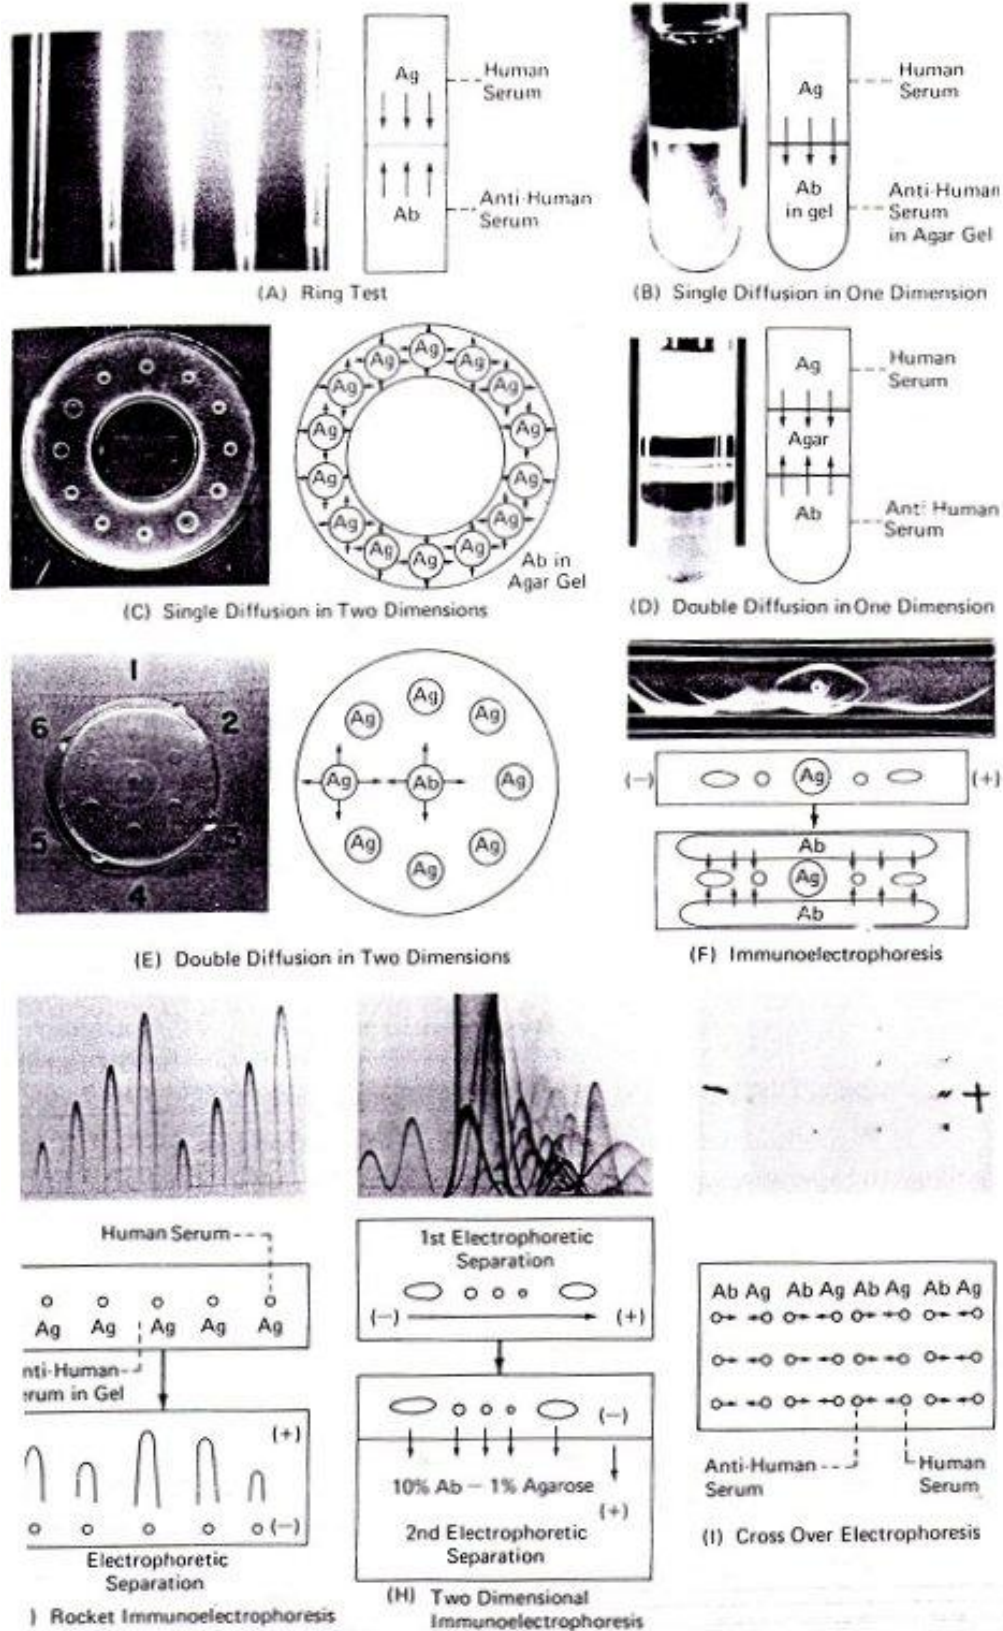 Ag
Human
Serum
Ab
Anti-Human
Serum
(A) Ring Test
Ag
Human
Serum
Ab
in gel
Anti-Human
Serum
in Agar Gel
(B) Single Diffusion in One Dimension
Ag
Ag Ag
Ag Ag
Ag Ag
Ag Ag
Ag Ag
Ag Ag
Ag
Ab in
Agar Gel
(C) Single Diffusion in Two Dimensions
Ag
Human
Serum
Agar
Ab
Anti Human
Serum
(D) Double Diffusion in One Dimension
1
6 2
5 3
4
Ag
Ag Ag
Ag Ab Ag
Ag Ag
Ag
(E) Double Diffusion in Two Dimensions
(-) Ag (+)
Ab
Ag
Ab
(F) Immunoelectrophoresis
- +
Human Serum
Ag Ag Ag Ag Ag
nti-Human
erum in Gel
(+)
(-)
Electrophoretic
Separation
) Rocket Immunoelectrophoresis
1st Electrophoretic
Separation
(-) (+)
(-)
10% Ab – 1% Agarose
(+)
2nd Electrophoretic
Separation
(H) Two Dimensional
Immunoelectrophoresis
Ab Ag Ab Ag Ab Ag Ab Ag
Anti-Human
Serum
Human
Serum
(I) Cross Over Electrophoresis